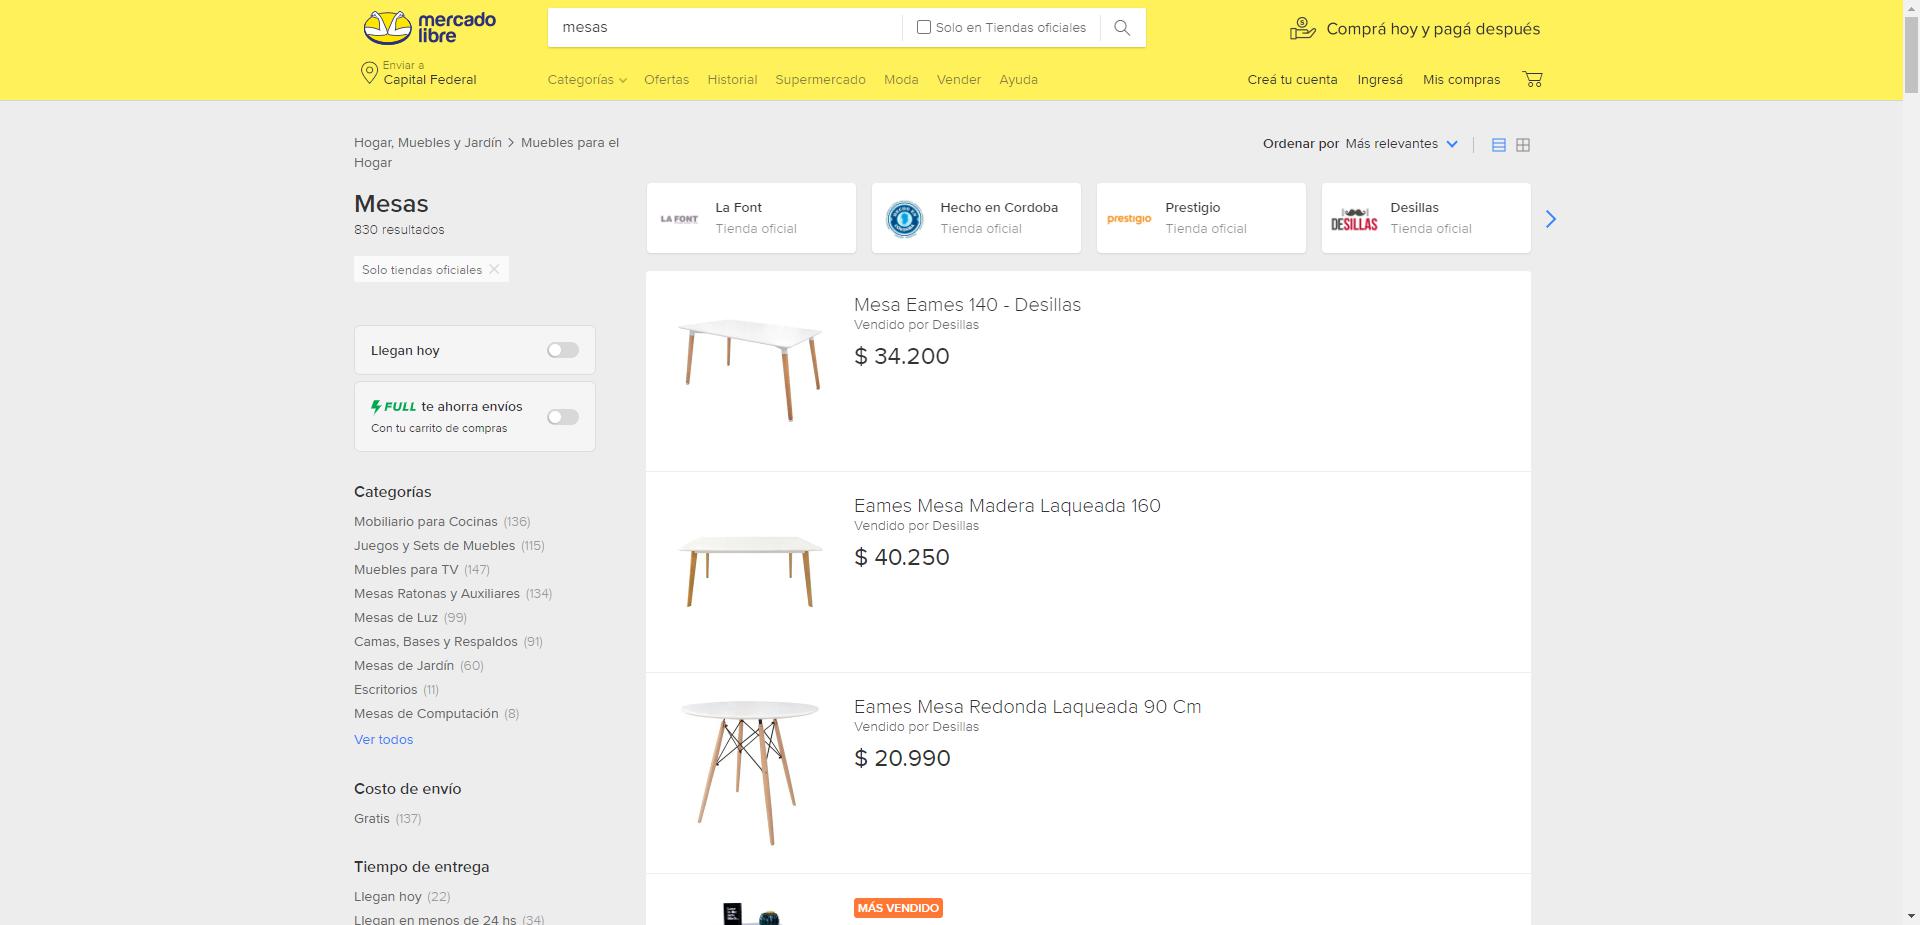 mercado
libre
mesas
Solo en Tiendas oficiales
Comprá hoy y pagá después
Enviar a
Capital Federal
Categorías
Ofertas
Historial
Supermercado
Moda
Vender
Ayuda
Creá tu cuenta
Ingresá
Mis compras
Hogar, Muebles y Jardín > Muebles para el
Hogar
Mesas
830 resultados
Solo tiendas oficiales
Llegan hoy
FULL te ahorra envíos
Con tu carrito de compras
Categorías
Mobiliario para Cocinas (136)
Juegos y Sets de Muebles (115)
Muebles para TV (147)
Mesas Ratonas y Auxiliares (134)
Mesas de Luz (99)
Camas, Bases y Respaldos (91)
Mesas de Jardín (60)
Escritorios (11)
Mesas de Computación (8)
Ver todos
Costo de envío
Gratis (137)
Tiempo de entrega
Llegan hoy (22)
Llegan en menos de 24 hs (34)
Ordenar por Más relevantes
LA FONT
La Font
Tienda oficial
Hecho en Cordoba
Tienda oficial
prestigio
Prestigio
Tienda oficial
DESILLAS
Desillas
Tienda oficial
Mesa Eames 140 - Desillas
Vendido por Desillas
$ 34.200
Eames Mesa Madera Laqueada 160
Vendido por Desillas
$ 40.250
Eames Mesa Redonda Laqueada 90 Cm
Vendido por Desillas
$ 20.990
MÁS VENDIDO